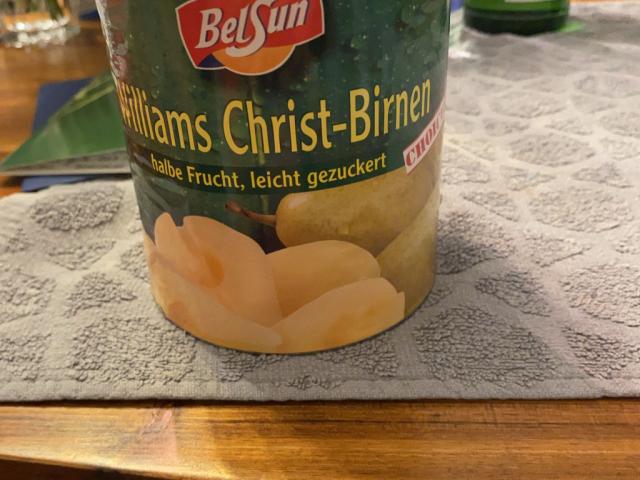 BelSun
Williams Christ-Birnen
halbe Frucht, leicht gezuckert